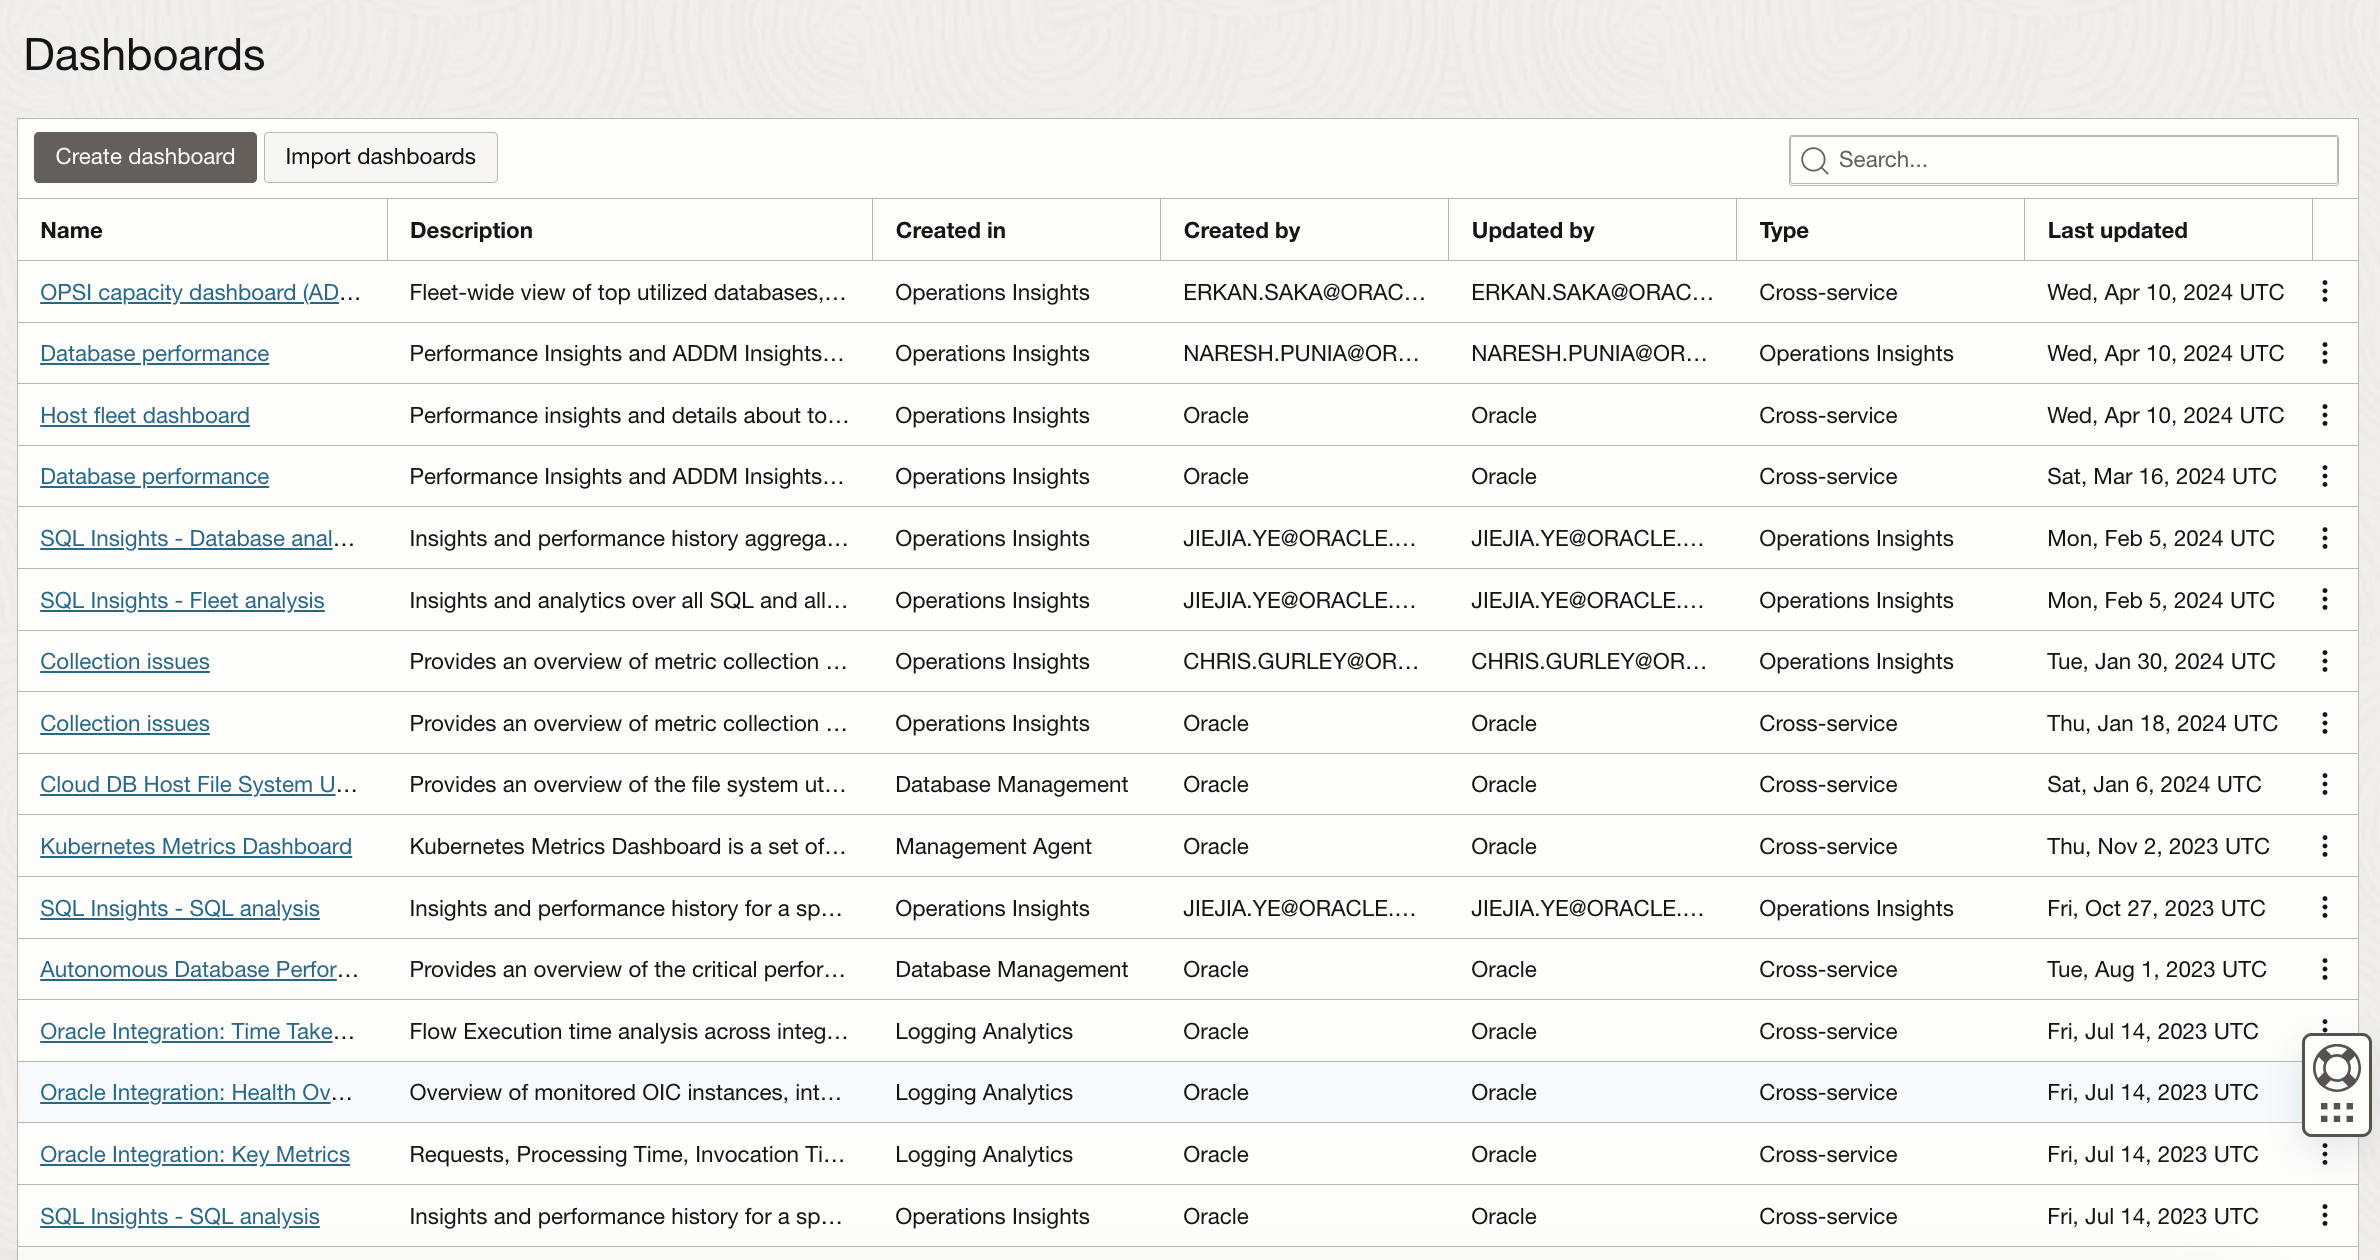 Dashboards
Create dashboard Import dashboards Search...
Name Description Created in Created by Updated by Type Last updated
OPSI capacity dashboard (AD... Fleet-wide view of top utilized databases,... Operations Insights ERKAN.SAKA@ORAC... ERKAN.SAKA@ORAC... Cross-service Wed, Apr 10, 2024 UTC
Database performance Performance Insights and ADDM Insights... Operations Insights NARESH.PUNIA@OR... NARESH.PUNIA@OR... Operations Insights Wed, Apr 10, 2024 UTC
Host fleet dashboard Performance insights and details about to... Operations Insights Oracle Oracle Cross-service Wed, Apr 10, 2024 UTC
Database performance Performance Insights and ADDM Insights... Operations Insights Oracle Oracle Cross-service Sat, Mar 16, 2024 UTC
SQL Insights - Database anal... Insights and performance history aggrega... Operations Insights JIEJIA.YE@ORACLE.... JIEJIA.YE@ORACLE.... Operations Insights Mon, Feb 5, 2024 UTC
SQL Insights - Fleet analysis Insights and analytics over all SQL and all... Operations Insights JIEJIA.YE@ORACLE.... JIEJIA.YE@ORACLE.... Operations Insights Mon, Feb 5, 2024 UTC
Collection issues Provides an overview of metric collection ... Operations Insights CHRIS.GURLEY@OR... CHRIS.GURLEY@OR... Operations Insights Tue, Jan 30, 2024 UTC
Collection issues Provides an overview of metric collection ... Operations Insights Oracle Oracle Cross-service Thu, Jan 18, 2024 UTC
Cloud DB Host File System U... Provides an overview of the file system ut... Database Management Oracle Oracle Cross-service Sat, Jan 6, 2024 UTC
Kubernetes Metrics Dashboard Kubernetes Metrics Dashboard is a set of... Management Agent Oracle Oracle Cross-service Thu, Nov 2, 2023 UTC
SQL Insights - SQL analysis Insights and performance history for a sp... Operations Insights JIEJIA.YE@ORACLE.... JIEJIA.YE@ORACLE.... Operations Insights Fri, Oct 27, 2023 UTC
Autonomous Database Perfor... Provides an overview of the critical perfor... Database Management Oracle Oracle Cross-service Tue, Aug 1, 2023 UTC
Oracle Integration: Time Take... Flow Execution time analysis across integ... Logging Analytics Oracle Oracle Cross-service Fri, Jul 14, 2023 UTC
Oracle Integration: Health Ov... Overview of monitored OIC instances, int... Logging Analytics Oracle Oracle Cross-service Fri, Jul 14, 2023 UTC
Oracle Integration: Key Metrics Requests, Processing Time, Invocation Ti... Logging Analytics Oracle Oracle Cross-service Fri, Jul 14, 2023 UTC
SQL Insights - SQL analysis Insights and performance history for a sp... Operations Insights Oracle Oracle Cross-service Fri, Jul 14, 2023 UTC